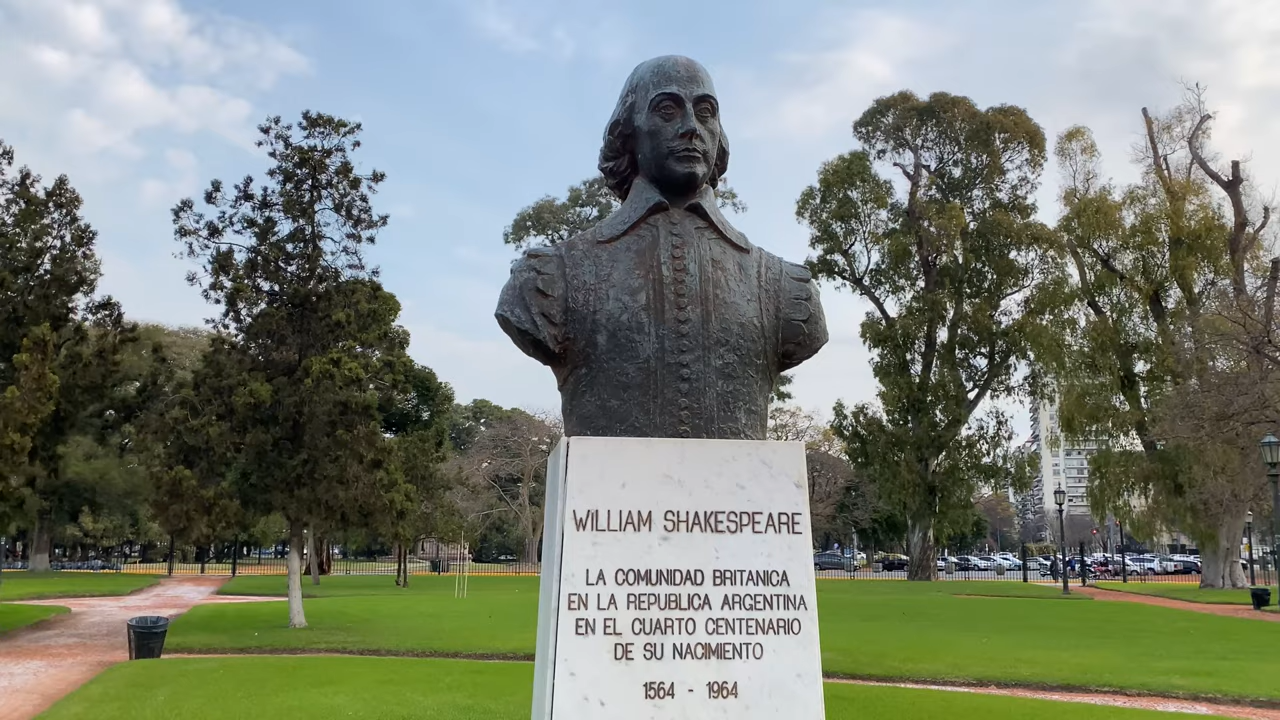 WILLIAM SHAKESPEARE
LA COMUNIDAD BRITANICA
EN LA REPUBLICA ARGENTINA
EN EL CUARTO CENTENARIO
DE SU NACIMIENTO
1564 - 1964